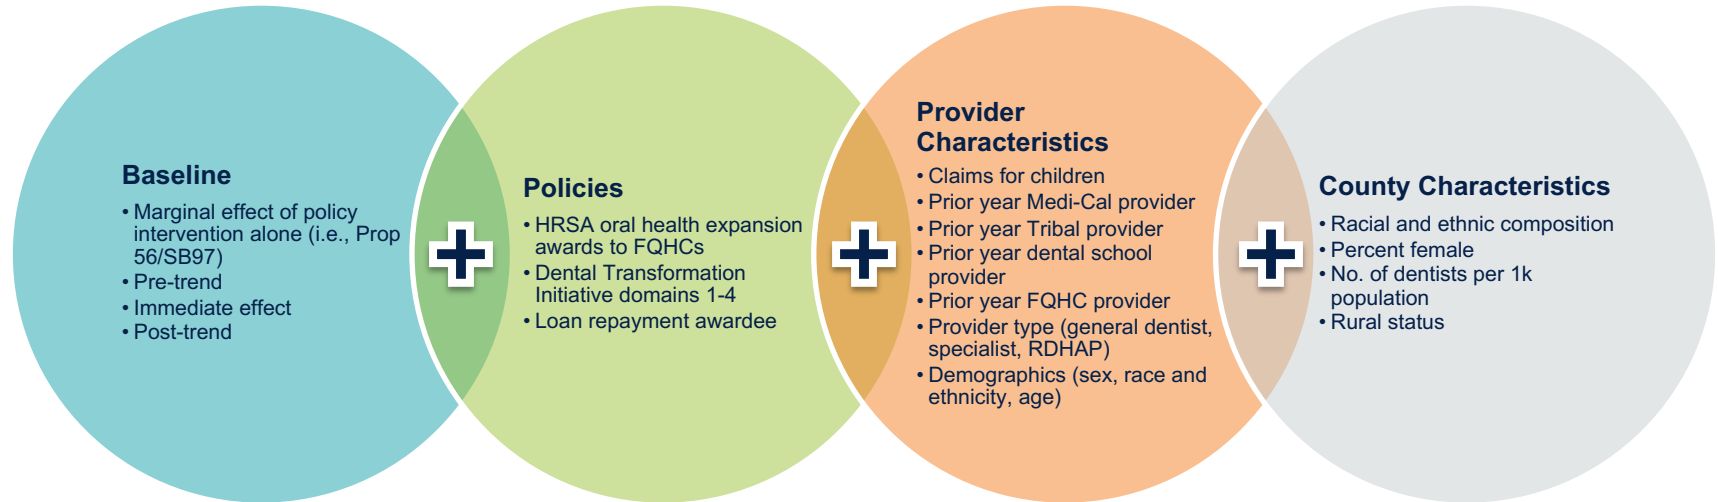 Baseline
• Marginal effect of policy
intervention alone (i.e., Prop
56/SB97)
• Pre-trend
• Immediate effect
• Post-trend
Policies
• HRSA oral health expansion
awards to FQHCs
• Dental Transformation
Initiative domains 1-4
• Loan repayment awardee
Provider
Characteristics
• Claims for children
• Prior year Medi-Cal provider
• Prior year Tribal provider
• Prior year dental school
provider
• Prior year FQHC provider
• Provider type (general dentist,
specialist, RDHAP)
• Demographics (sex, race and
ethnicity, age)
County Characteristics
• Racial and ethnic composition
• Percent female
• No. of dentists per 1k
population
• Rural status